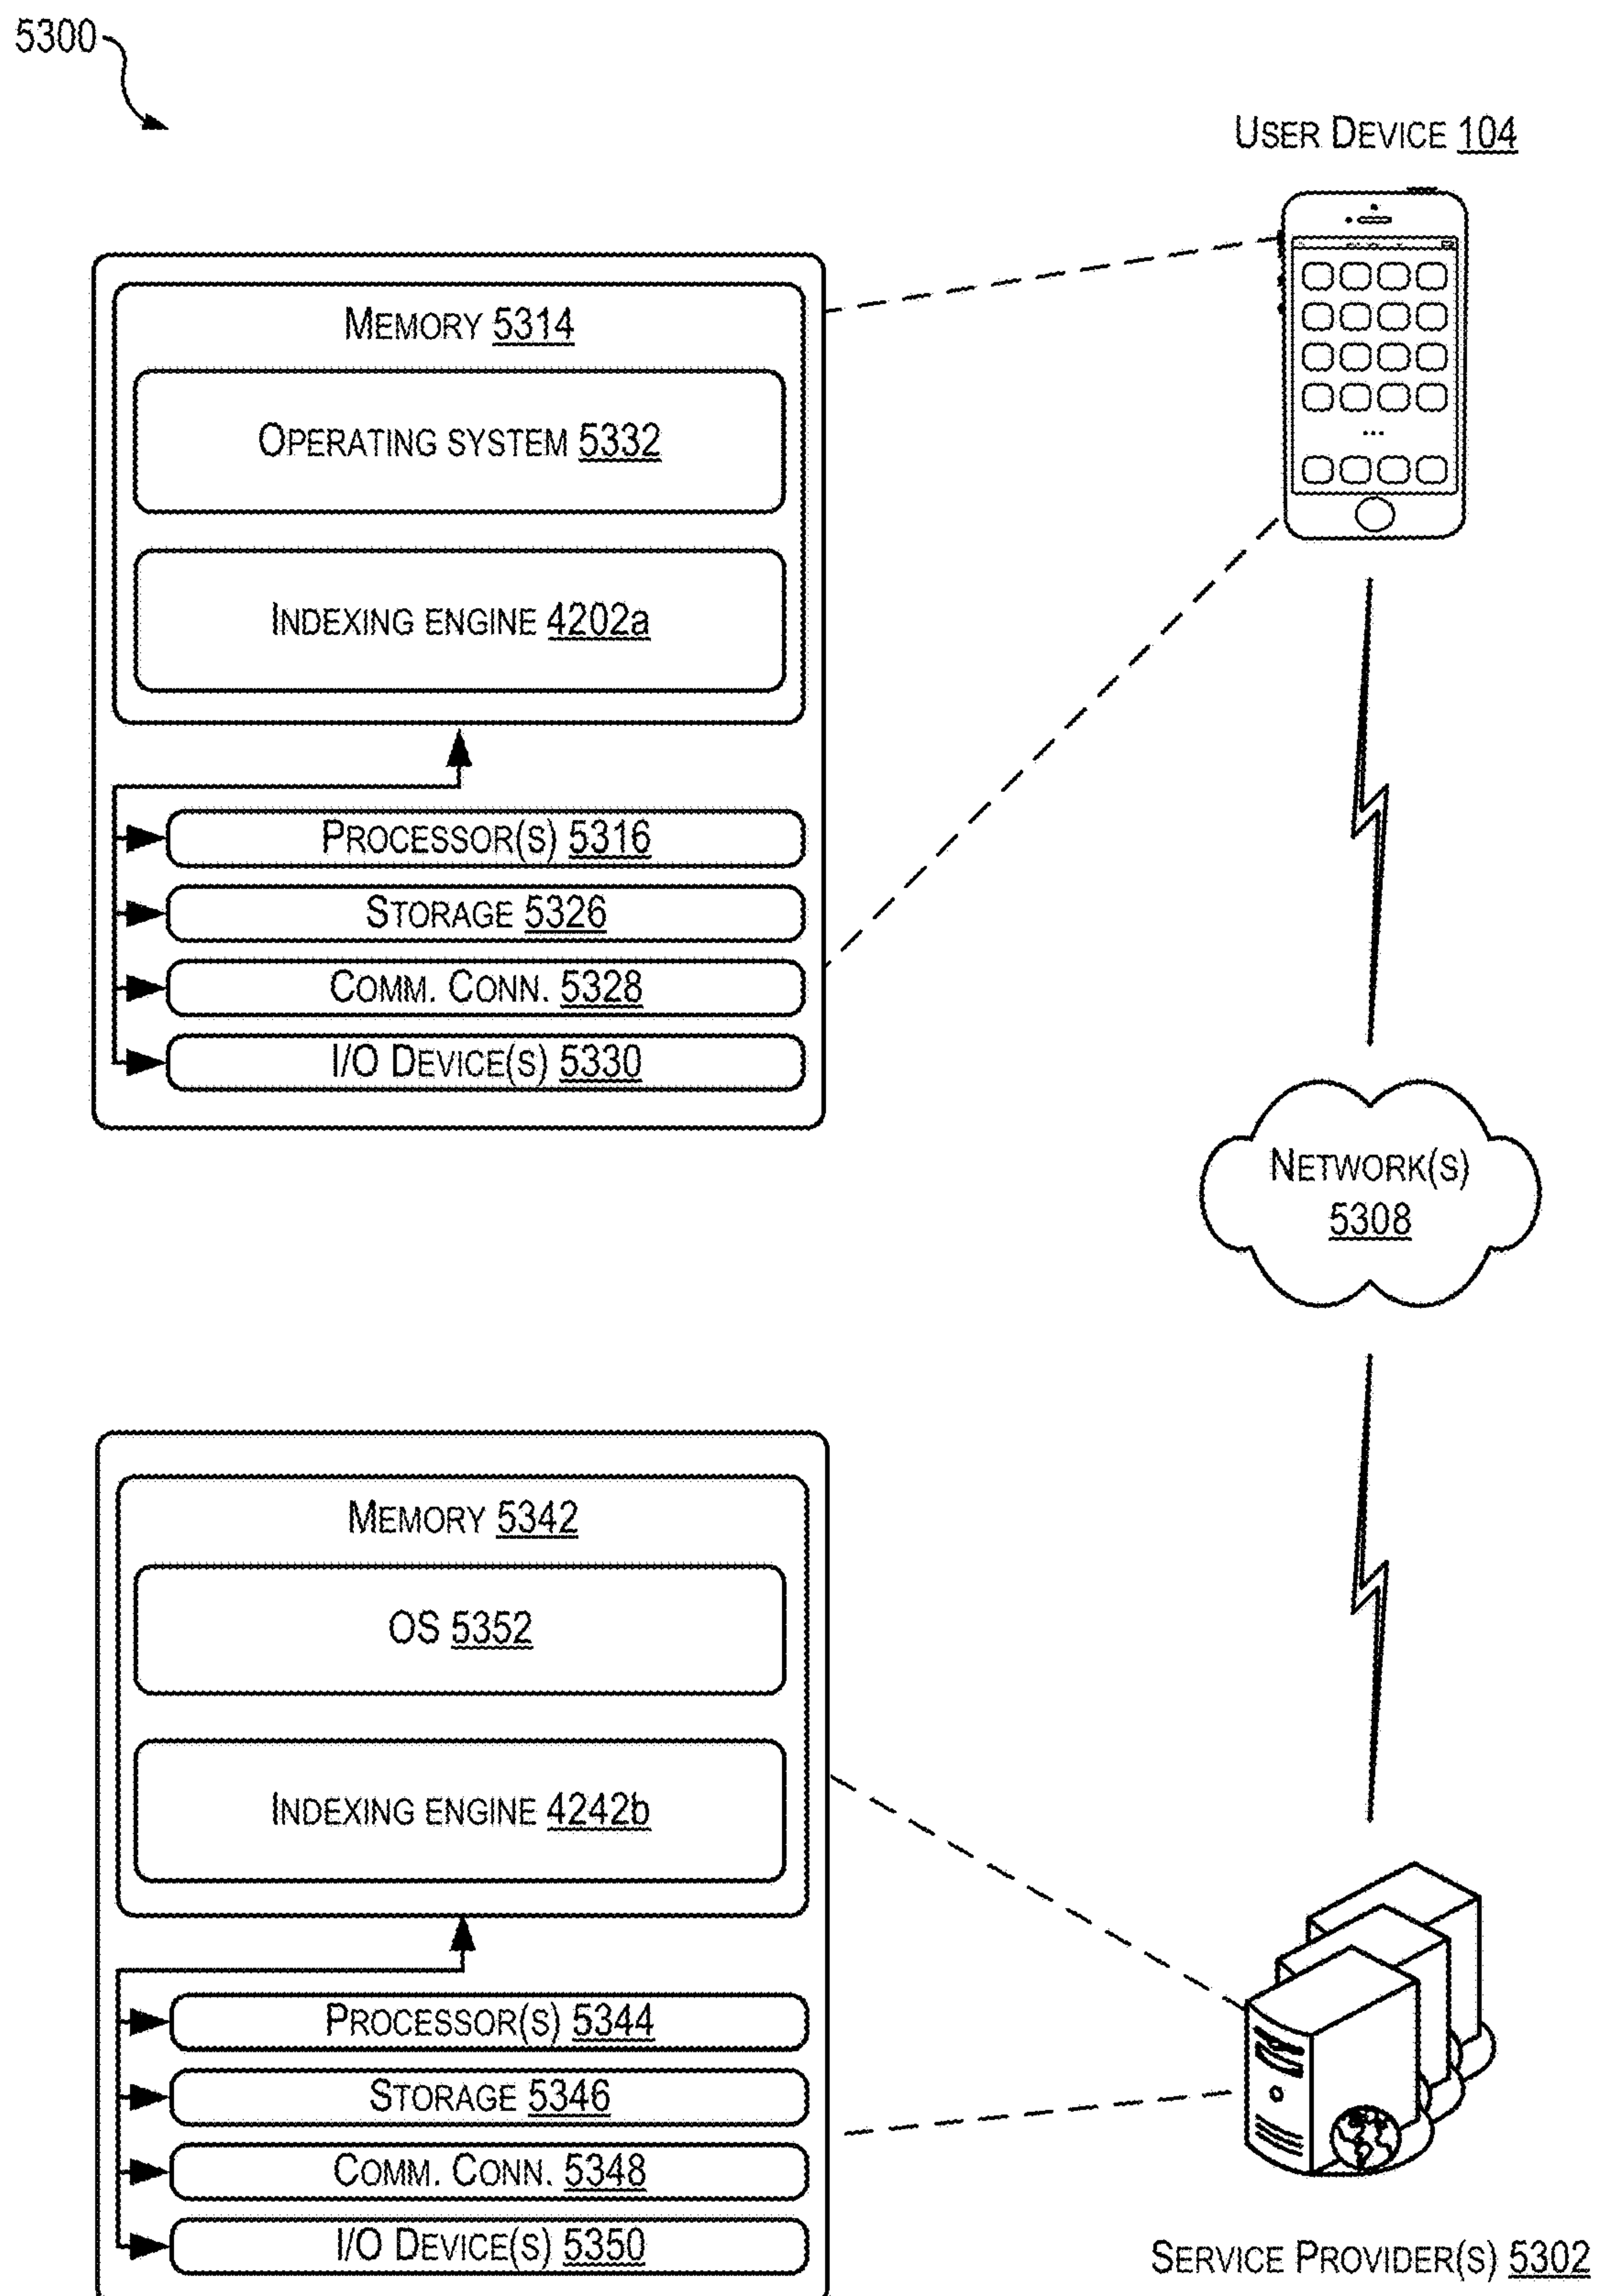 5300
USER DEVICE 104
MEMORY 5314
OPERATING SYSTEM 5332
INDEXING ENGINE 4202a
PROCESSOR(S) 5316
STORAGE 5326
COMM. CONN. 5328
I/O DEVICE(S) 5330
NETWORK(S)
5308
MEMORY 5342
OS 5352
INDEXING ENGINE 4242b
PROCESSOR(S) 5344
STORAGE 5346
COMM. CONN. 5348
I/O DEVICE(S) 5350
SERVICE PROVIDER(S) 5302